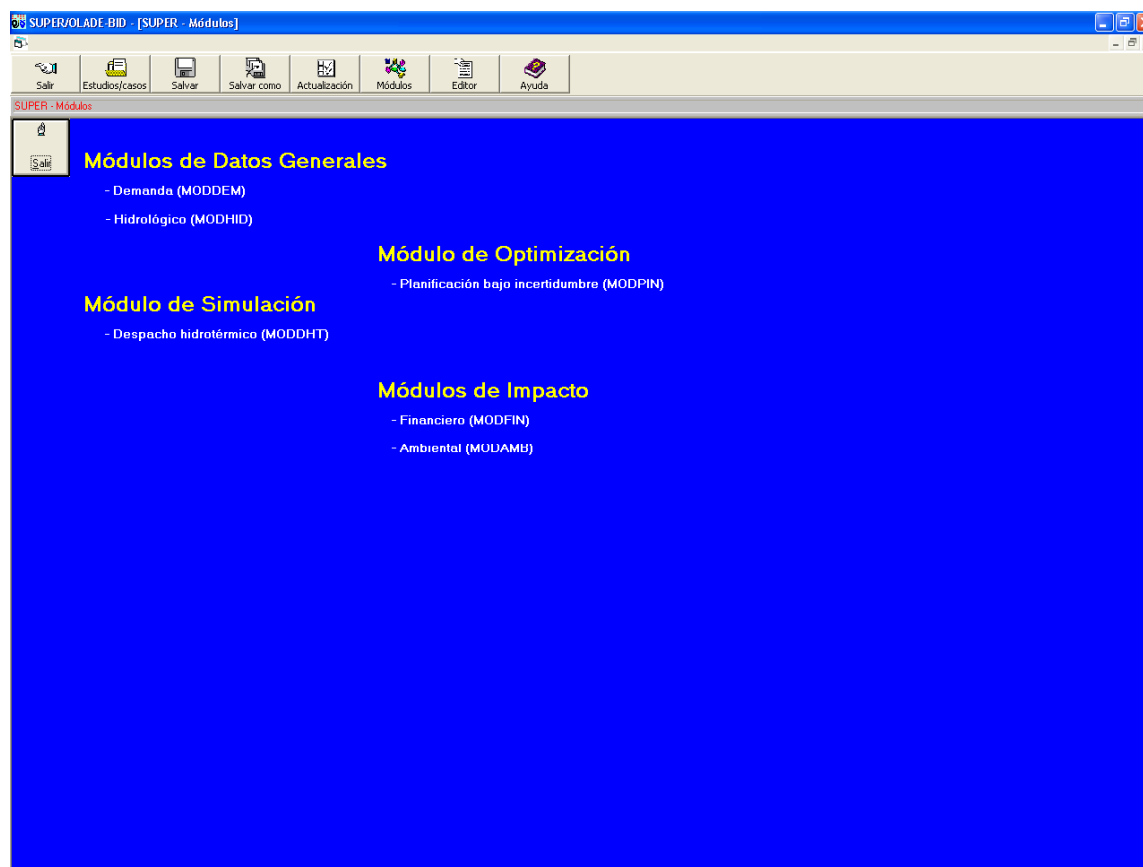 SUPER/OLADE-BID - [SUPER - Módulos]
Salir Estudios/casos Salvar Salvar como Actualización Módulos Editor Ayuda
SUPER - Módulos
Salir
Módulos de Datos Generales
- Demanda (MODDEM)
- Hidrológico (MODHID)
Módulo de Optimización
- Planificación bajo incertidumbre (MODPIN)
Módulo de Simulación
- Despacho hidrotérmico (MODDHT)
Módulos de Impacto
- Financiero (MODFIN)
- Ambiental (MODAMB)